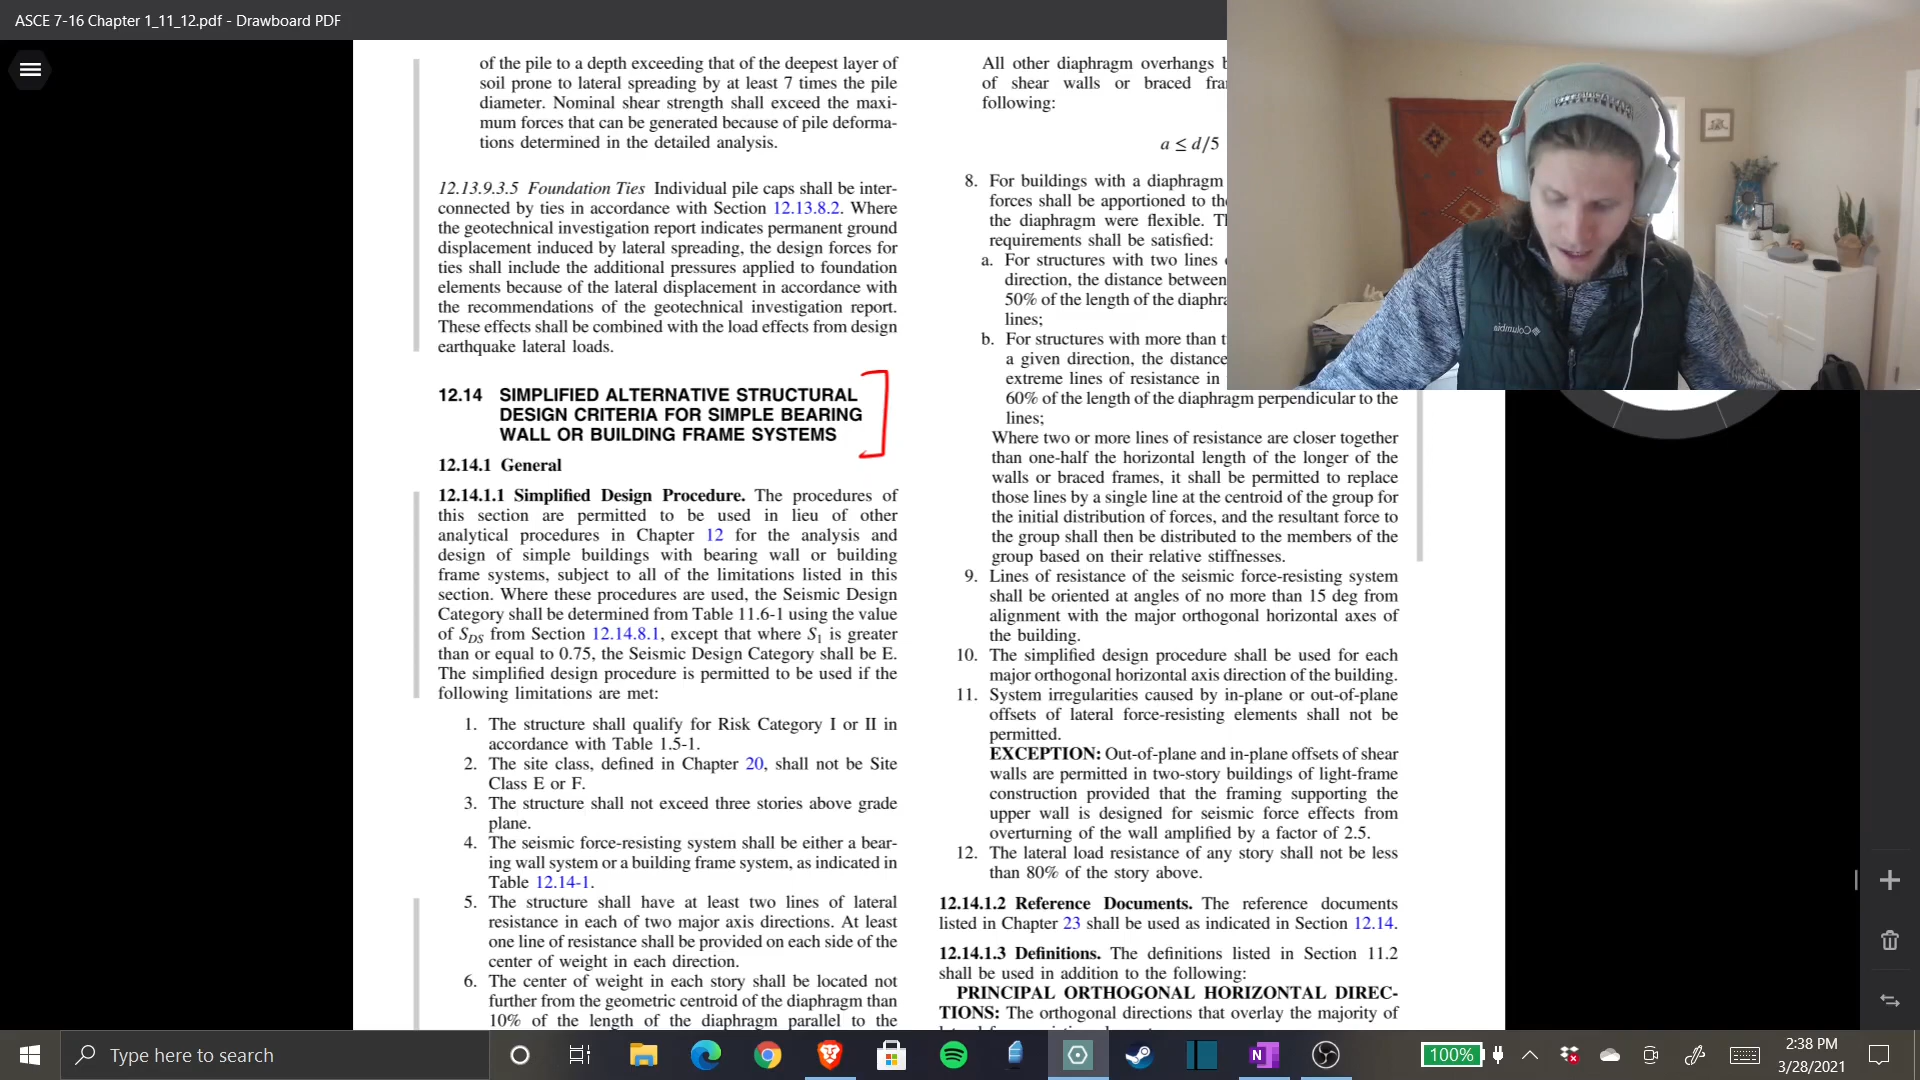 ASCE 7-16 Chapter 1_11_12.pdf - Drawboard PDF
of the pile to a depth exceeding that of the deepest layer of
soil prone to lateral spreading by at least 7 times the pile
diameter. Nominal shear strength shall exceed the maxi-
mum forces that can be generated because of pile deforma-
tions determined in the detailed analysis.
12.13.9.3.5 Foundation Ties Individual pile caps shall be inter-
connected by ties in accordance with Section 12.13.8.2. Where
the geotechnical investigation report indicates permanent ground
displacement induced by lateral spreading, the design forces for
ties shall include the additional pressures applied to foundation
elements because of the lateral displacement in accordance with
the recommendations of the geotechnical investigation report.
These effects shall be combined with the load effects from design
earthquake lateral loads.
12.14 SIMPLIFIED ALTERNATIVE STRUCTURAL
DESIGN CRITERIA FOR SIMPLE BEARING
WALL OR BUILDING FRAME SYSTEMS
12.14.1 General
12.14.1.1 Simplified Design Procedure. The procedures of
this section are permitted to be used in lieu of other
analytical procedures in Chapter 12 for the analysis and
design of simple buildings with bearing wall or building
frame systems, subject to all of the limitations listed in this
section. Where these procedures are used, the Seismic Design
Category shall be determined from Table 11.6-1 using the value
of SDS from Section 12.14.8.1, except that where S1 is greater
than or equal to 0.75, the Seismic Design Category shall be E.
The simplified design procedure is permitted to be used if the
following limitations are met:
1. The structure shall qualify for Risk Category I or II in
accordance with Table 1.5-1.
2. The site class, defined in Chapter 20, shall not be Site
Class E or F.
3. The structure shall not exceed three stories above grade
plane.
4. The seismic force-resisting system shall be either a bear-
ing wall system or a building frame system, as indicated in
Table 12.14-1.
5. The structure shall have at least two lines of lateral
resistance in each of two major axis directions. At least
one line of resistance shall be provided on each side of the
center of weight in each direction.
6. The center of weight in each story shall be located not
further from the geometric centroid of the diaphragm than
10% of the length of the diaphragm parallel to the
All other diaphragm overhangs
of shear walls or braced
following:
a ≤ d/5
8. For buildings with a diaphragm
forces shall be apportioned to
the diaphragm were flexible.
requirements shall be satisfied:
a. For structures with two lines
direction, the distance between
50% of the length of the
lines;
b. For structures with more than
a given direction, the distance
extreme lines of resistance in
60% of the length of the diaphragm perpendicular to the
lines;
Where two or more lines of resistance are closer together
than one-half the horizontal length of the longer of the
walls or braced frames, it shall be permitted to replace
those lines by a single line at the centroid of the group for
the initial distribution of forces, and the resultant force to
the group shall then be distributed to the members of the
group based on their relative stiffnesses.
9. Lines of resistance of the seismic force-resisting system
shall be oriented at angles of no more than 15 deg from
alignment with the major orthogonal horizontal axes of
the building.
10. The simplified design procedure shall be used for each
major orthogonal horizontal axis direction of the building.
11. System irregularities caused by in-plane or out-of-plane
offsets of lateral force-resisting elements shall not be
permitted.
EXCEPTION: Out-of-plane and in-plane offsets of shear
walls are permitted in two-story buildings of light-frame
construction provided that the framing supporting the
upper wall is designed for seismic force effects from
overturning of the wall amplified by a factor of 2.5.
12. The lateral load resistance of any story shall not be less
than 80% of the story above.
12.14.1.2 Reference Documents. The reference documents
listed in Chapter 23 shall be used as indicated in Section 12.14.
12.14.1.3 Definitions. The definitions listed in Section 11.2
shall be used in addition to the following:
PRINCIPAL ORTHOGONAL HORIZONTAL DIREC-
TIONS: The orthogonal directions that overlay the majority of
Columbia
Type here to search
100%
2:38 PM
3/28/2021